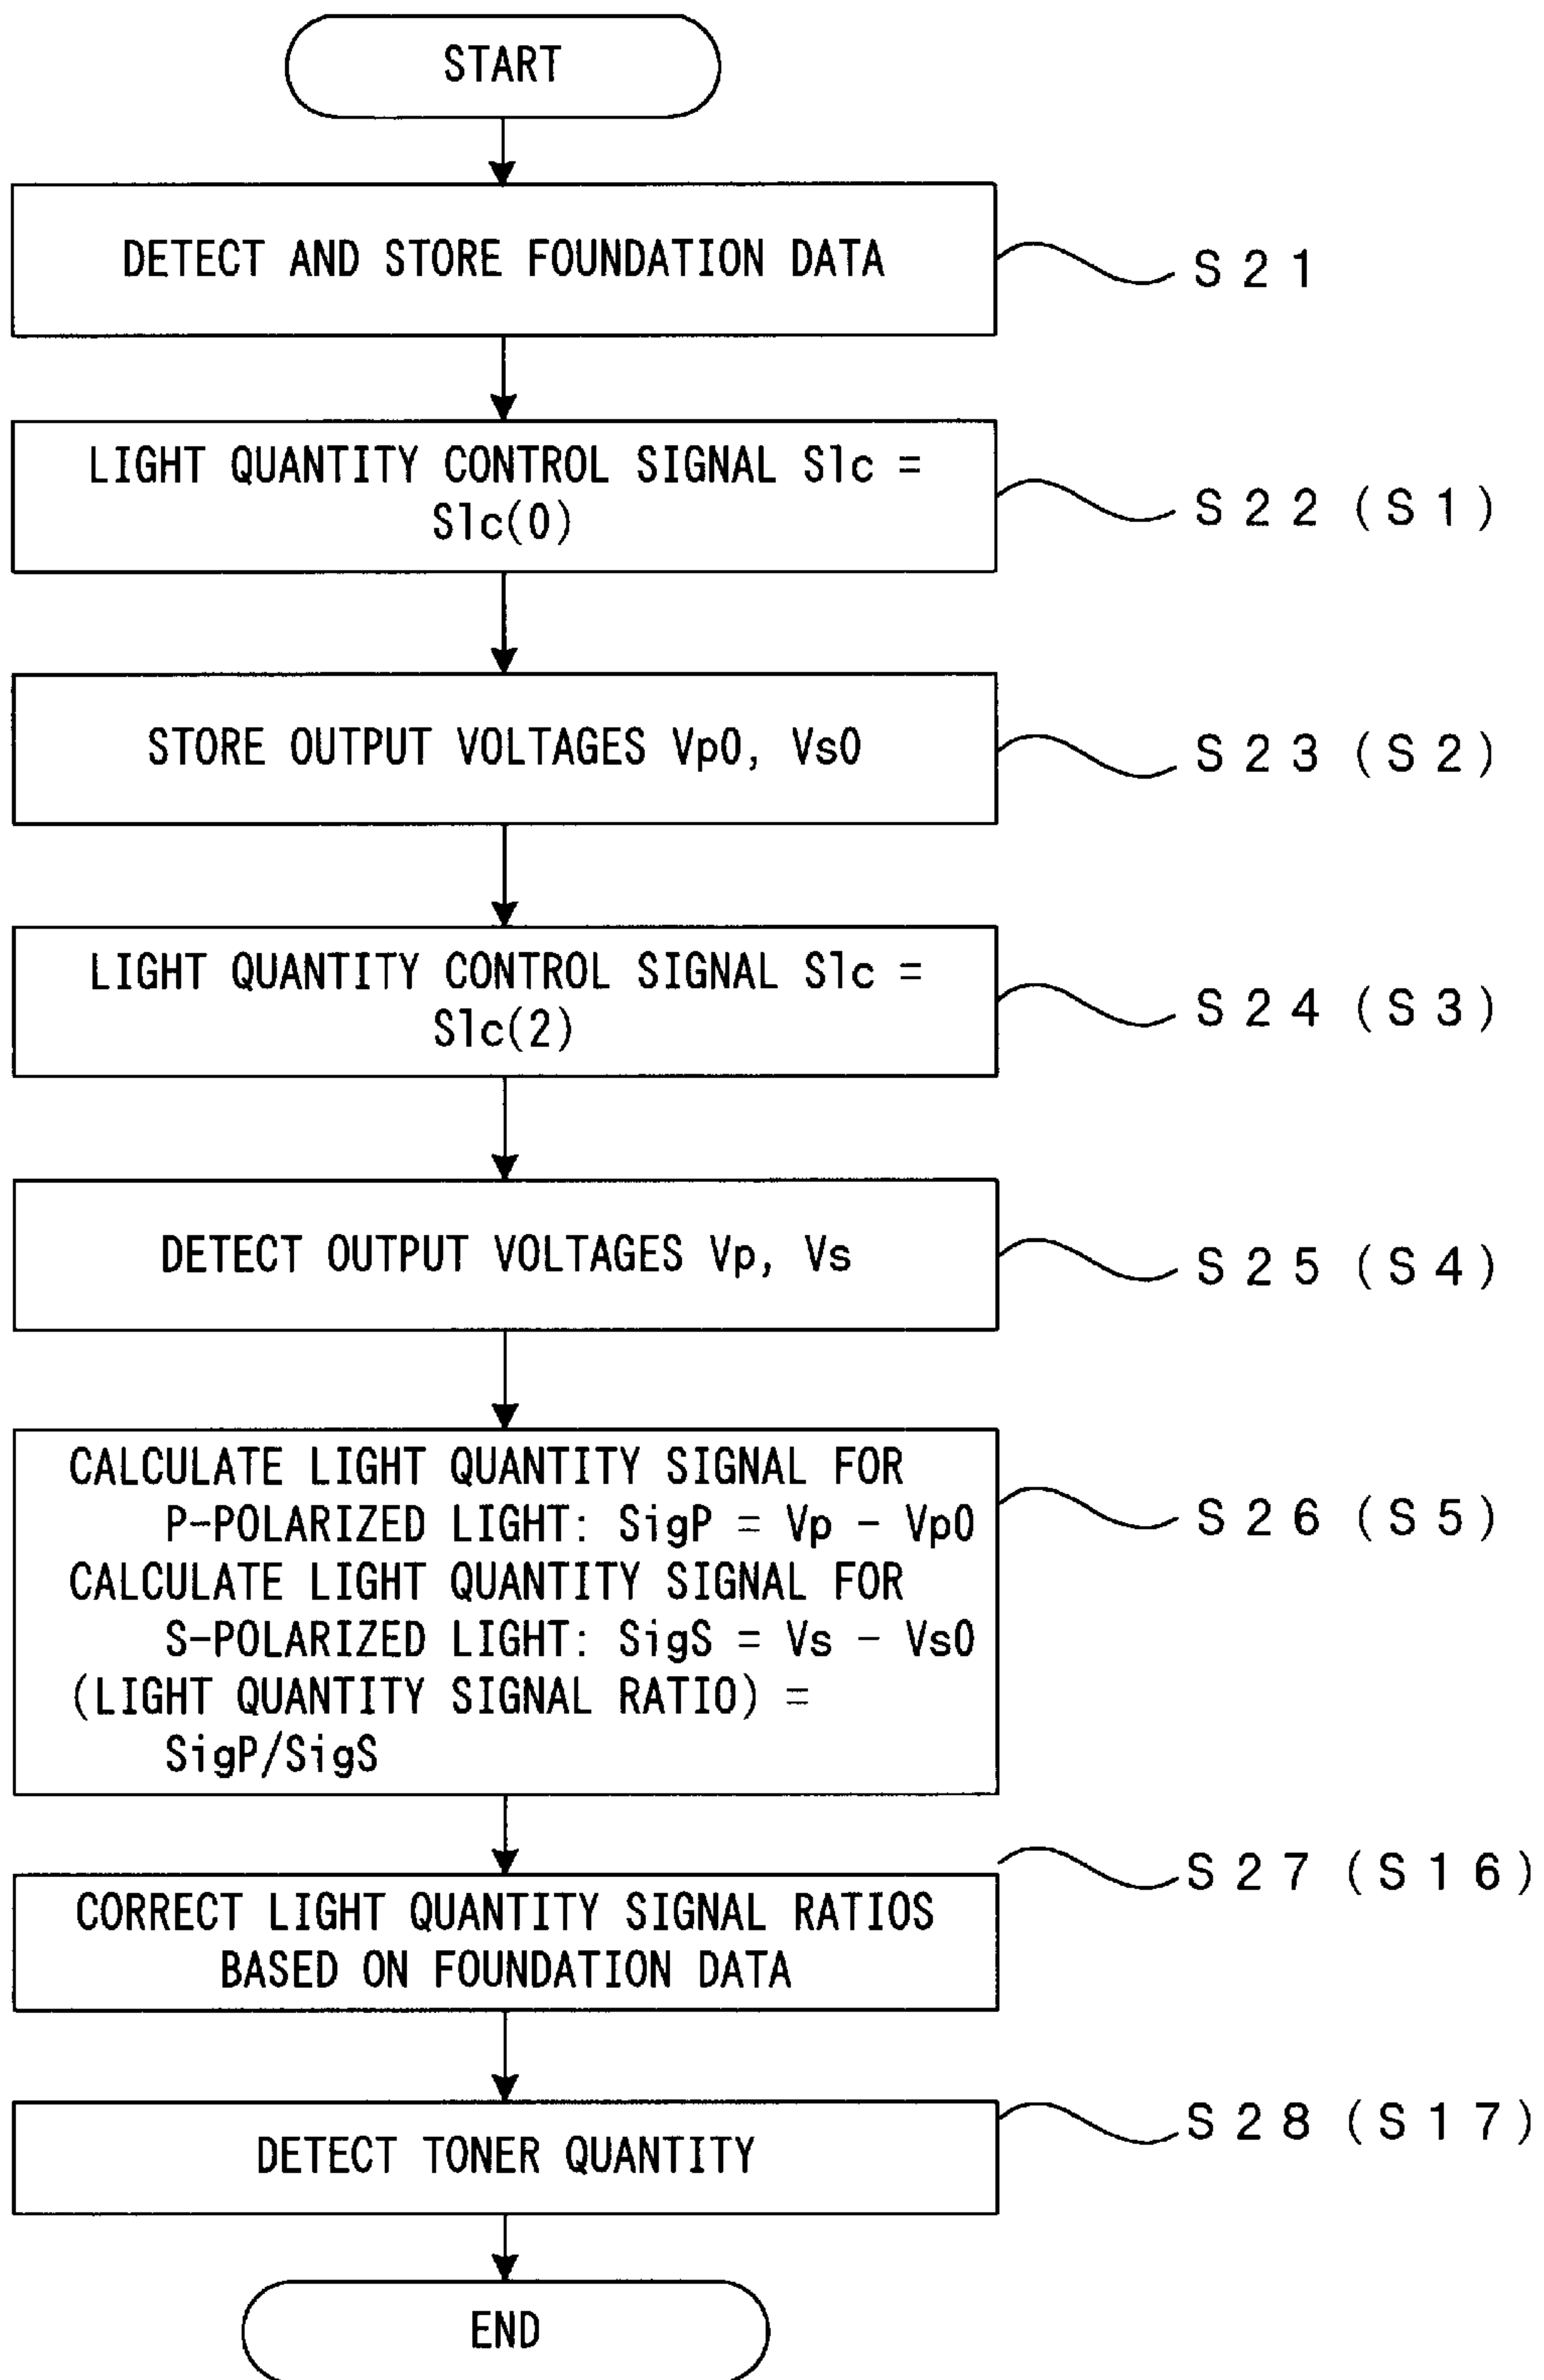 START
DETECT AND STORE FOUNDATION DATA
S21
LIGHT QUANTITY CONTROL SIGNAL Slc =
Slc(0)
S22(S1)
STORE OUTPUT VOLTAGES Vp0, Vs0
S23(S2)
LIGHT QUANTITY CONTROL SIGNAL Slc =
Slc(2)
S24(S3)
DETECT OUTPUT VOLTAGES Vp, Vs
S25(S4)
CALCULATE LIGHT QUANTITY SIGNAL FOR
P-POLARIZED LIGHT: SigP = Vp - Vp0
CALCULATE LIGHT QUANTITY SIGNAL FOR
S-POLARIZED LIGHT: SigS = Vs - Vs0
(LIGHT QUANTITY SIGNAL RATIO) =
SigP/SigS
S26(S5)
CORRECT LIGHT QUANTITY SIGNAL RATIOS
BASED ON FOUNDATION DATA
S27(S16)
DETECT TONER QUANTITY
S28(S17)
END